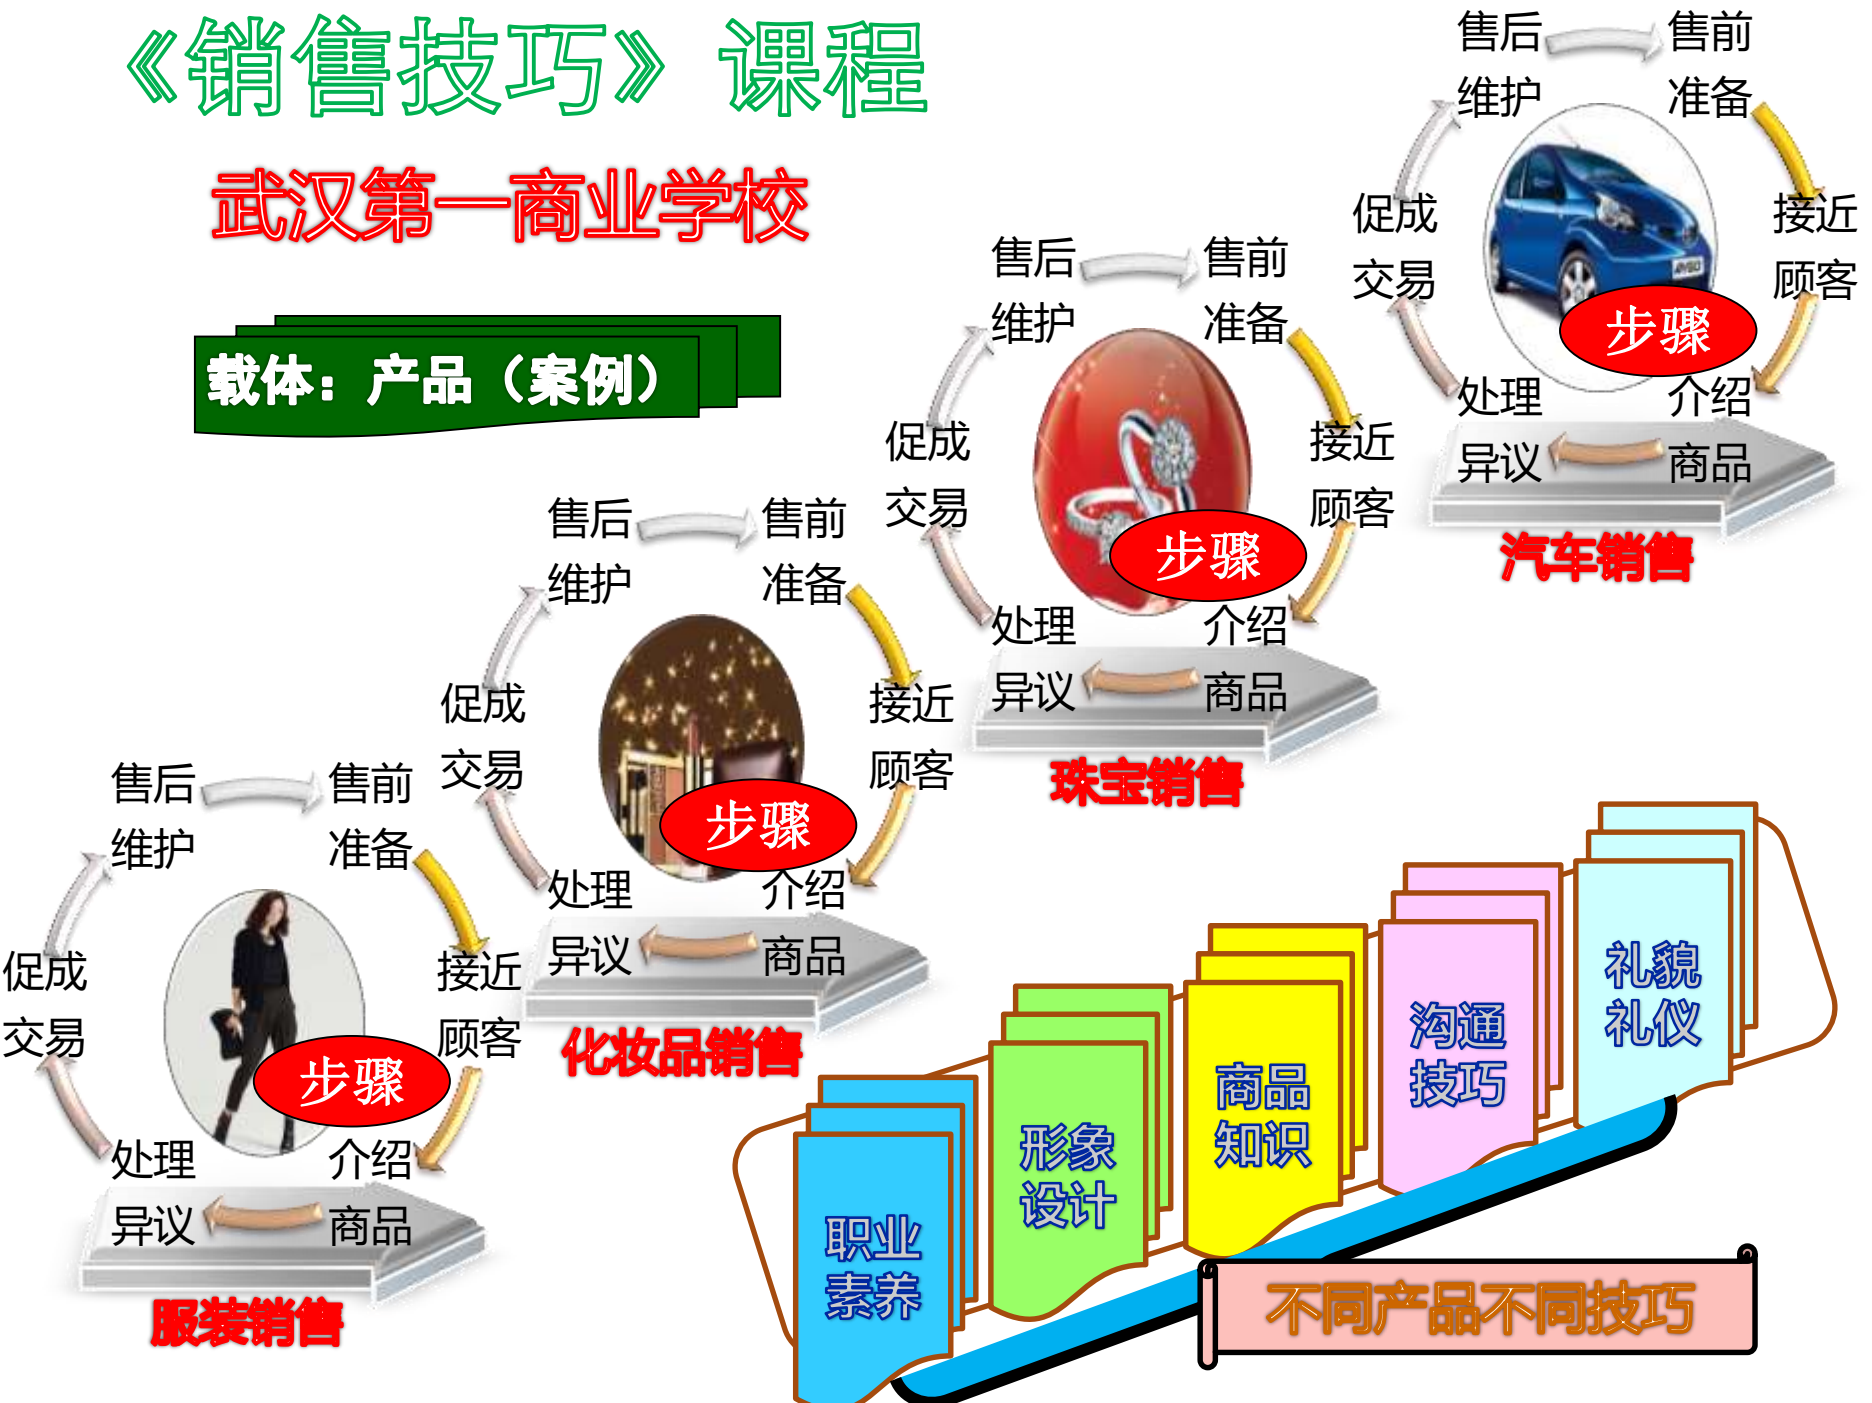 《销售技巧》课程
武汉第一商业学校
载体：产品（案例）
售后
维护
售前
准备
接近
顾客
介绍
商品
处理
异议
促成
交易
步骤
汽车销售
售后
维护
售前
准备
接近
顾客
介绍
商品
处理
异议
促成
交易
步骤
珠宝销售
售后
维护
售前
准备
接近
顾客
介绍
商品
处理
异议
促成
交易
步骤
化妆品销售
售后
维护
售前
准备
接近
顾客
介绍
商品
处理
异议
促成
交易
步骤
服装销售
职业
素养
形象
设计
商品
知识
沟通
技巧
礼貌
礼仪
不同产品不同技巧